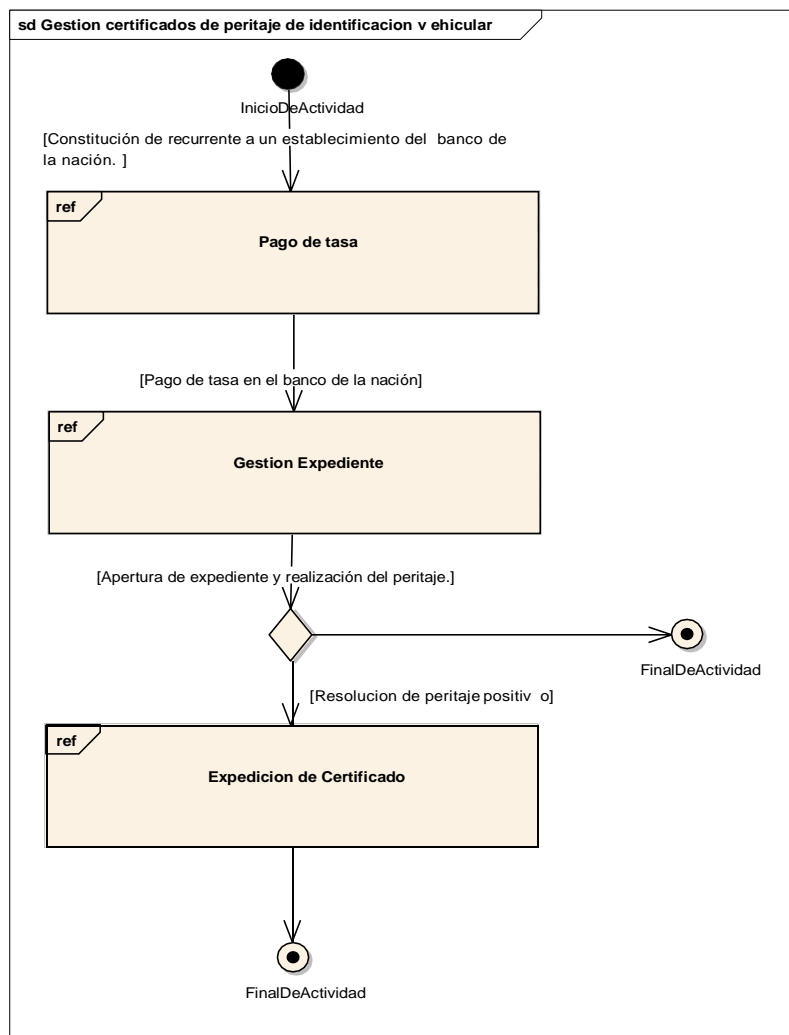 sd Gestion certificados de peritaje de identificacion v ehicular
InicioDeActividad
[Constitución de recurrente a un establecimiento del banco de
la nación. ]
ref
Pago de tasa
[Pago de tasa en el banco de la nación]
ref
Gestion Expediente
[Apertura de expediente y realización del peritaje.]
FinalDeActividad
[Resolucion de peritaje positiv o]
ref
Expedicion de Certificado
FinalDeActividad